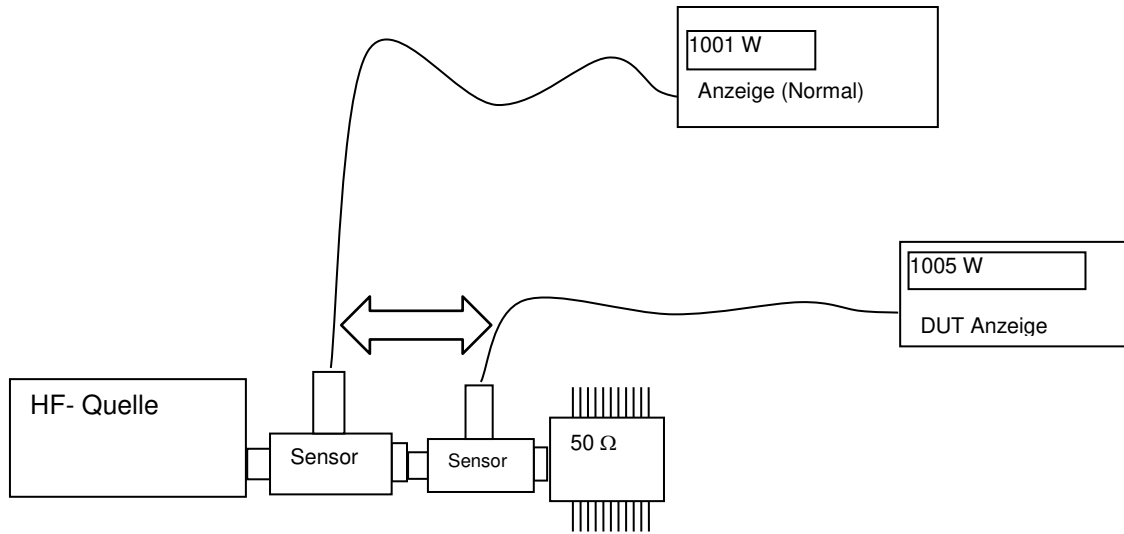 1001 W
Anzeige (Normal)
1005 W
DUT Anzeige
HF- Quelle
Sensor
Sensor
50 Ω